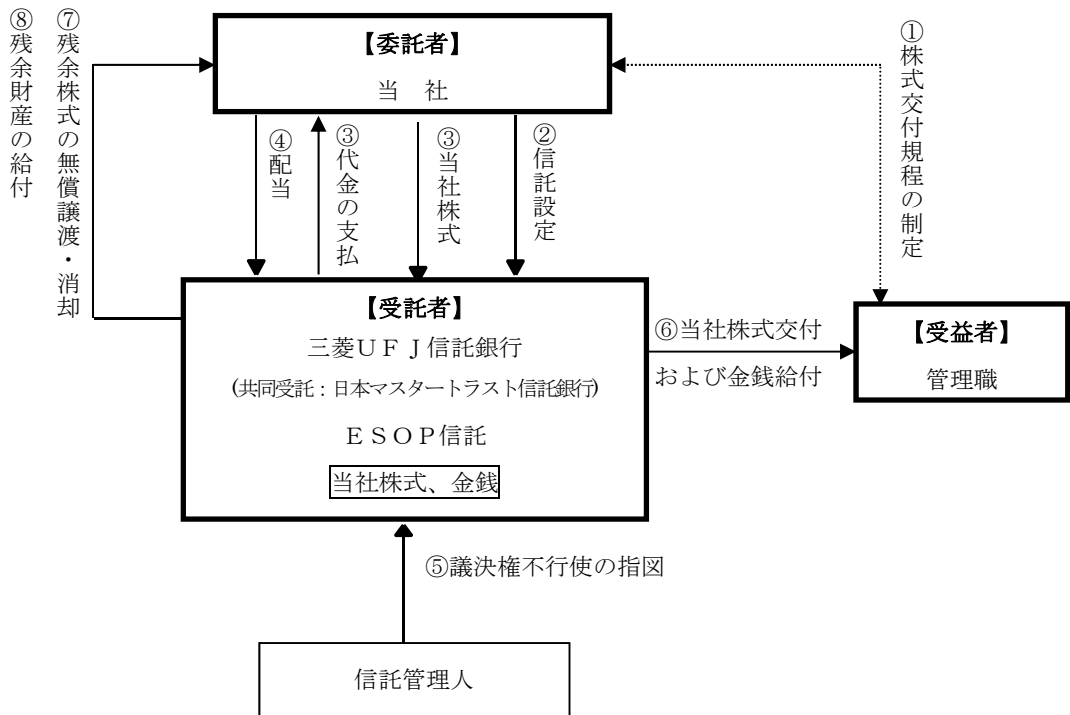 ⑧残余財産の給付
⑦残余株式の無償譲渡・消却
【委託者】
当　社
①株式交付規程の制定
④配当
③代金の支払
③当社株式
②信託設定
【受託者】
三菱ＵＦＪ信託銀行
(共同受託：日本マスタートラスト信託銀行)
ＥＳＯＰ信託
当社株式、金銭
⑥当社株式交付
および金銭給付
【受益者】
管理職
⑤議決権不行使の指図
信託管理人